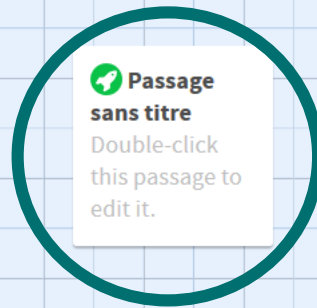 Passage
sans titre
Double-click
this passage to
edit it.